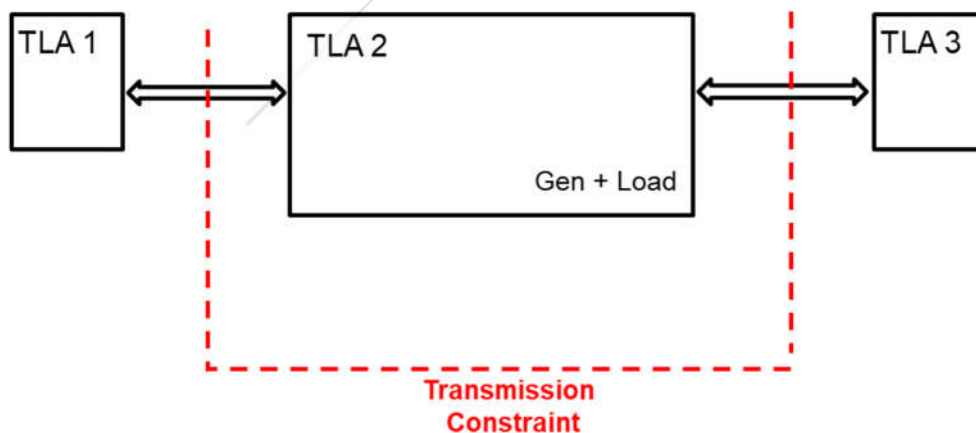 TLA 1
TLA 2
TLA 3
Gen + Load
Transmission
Constraint